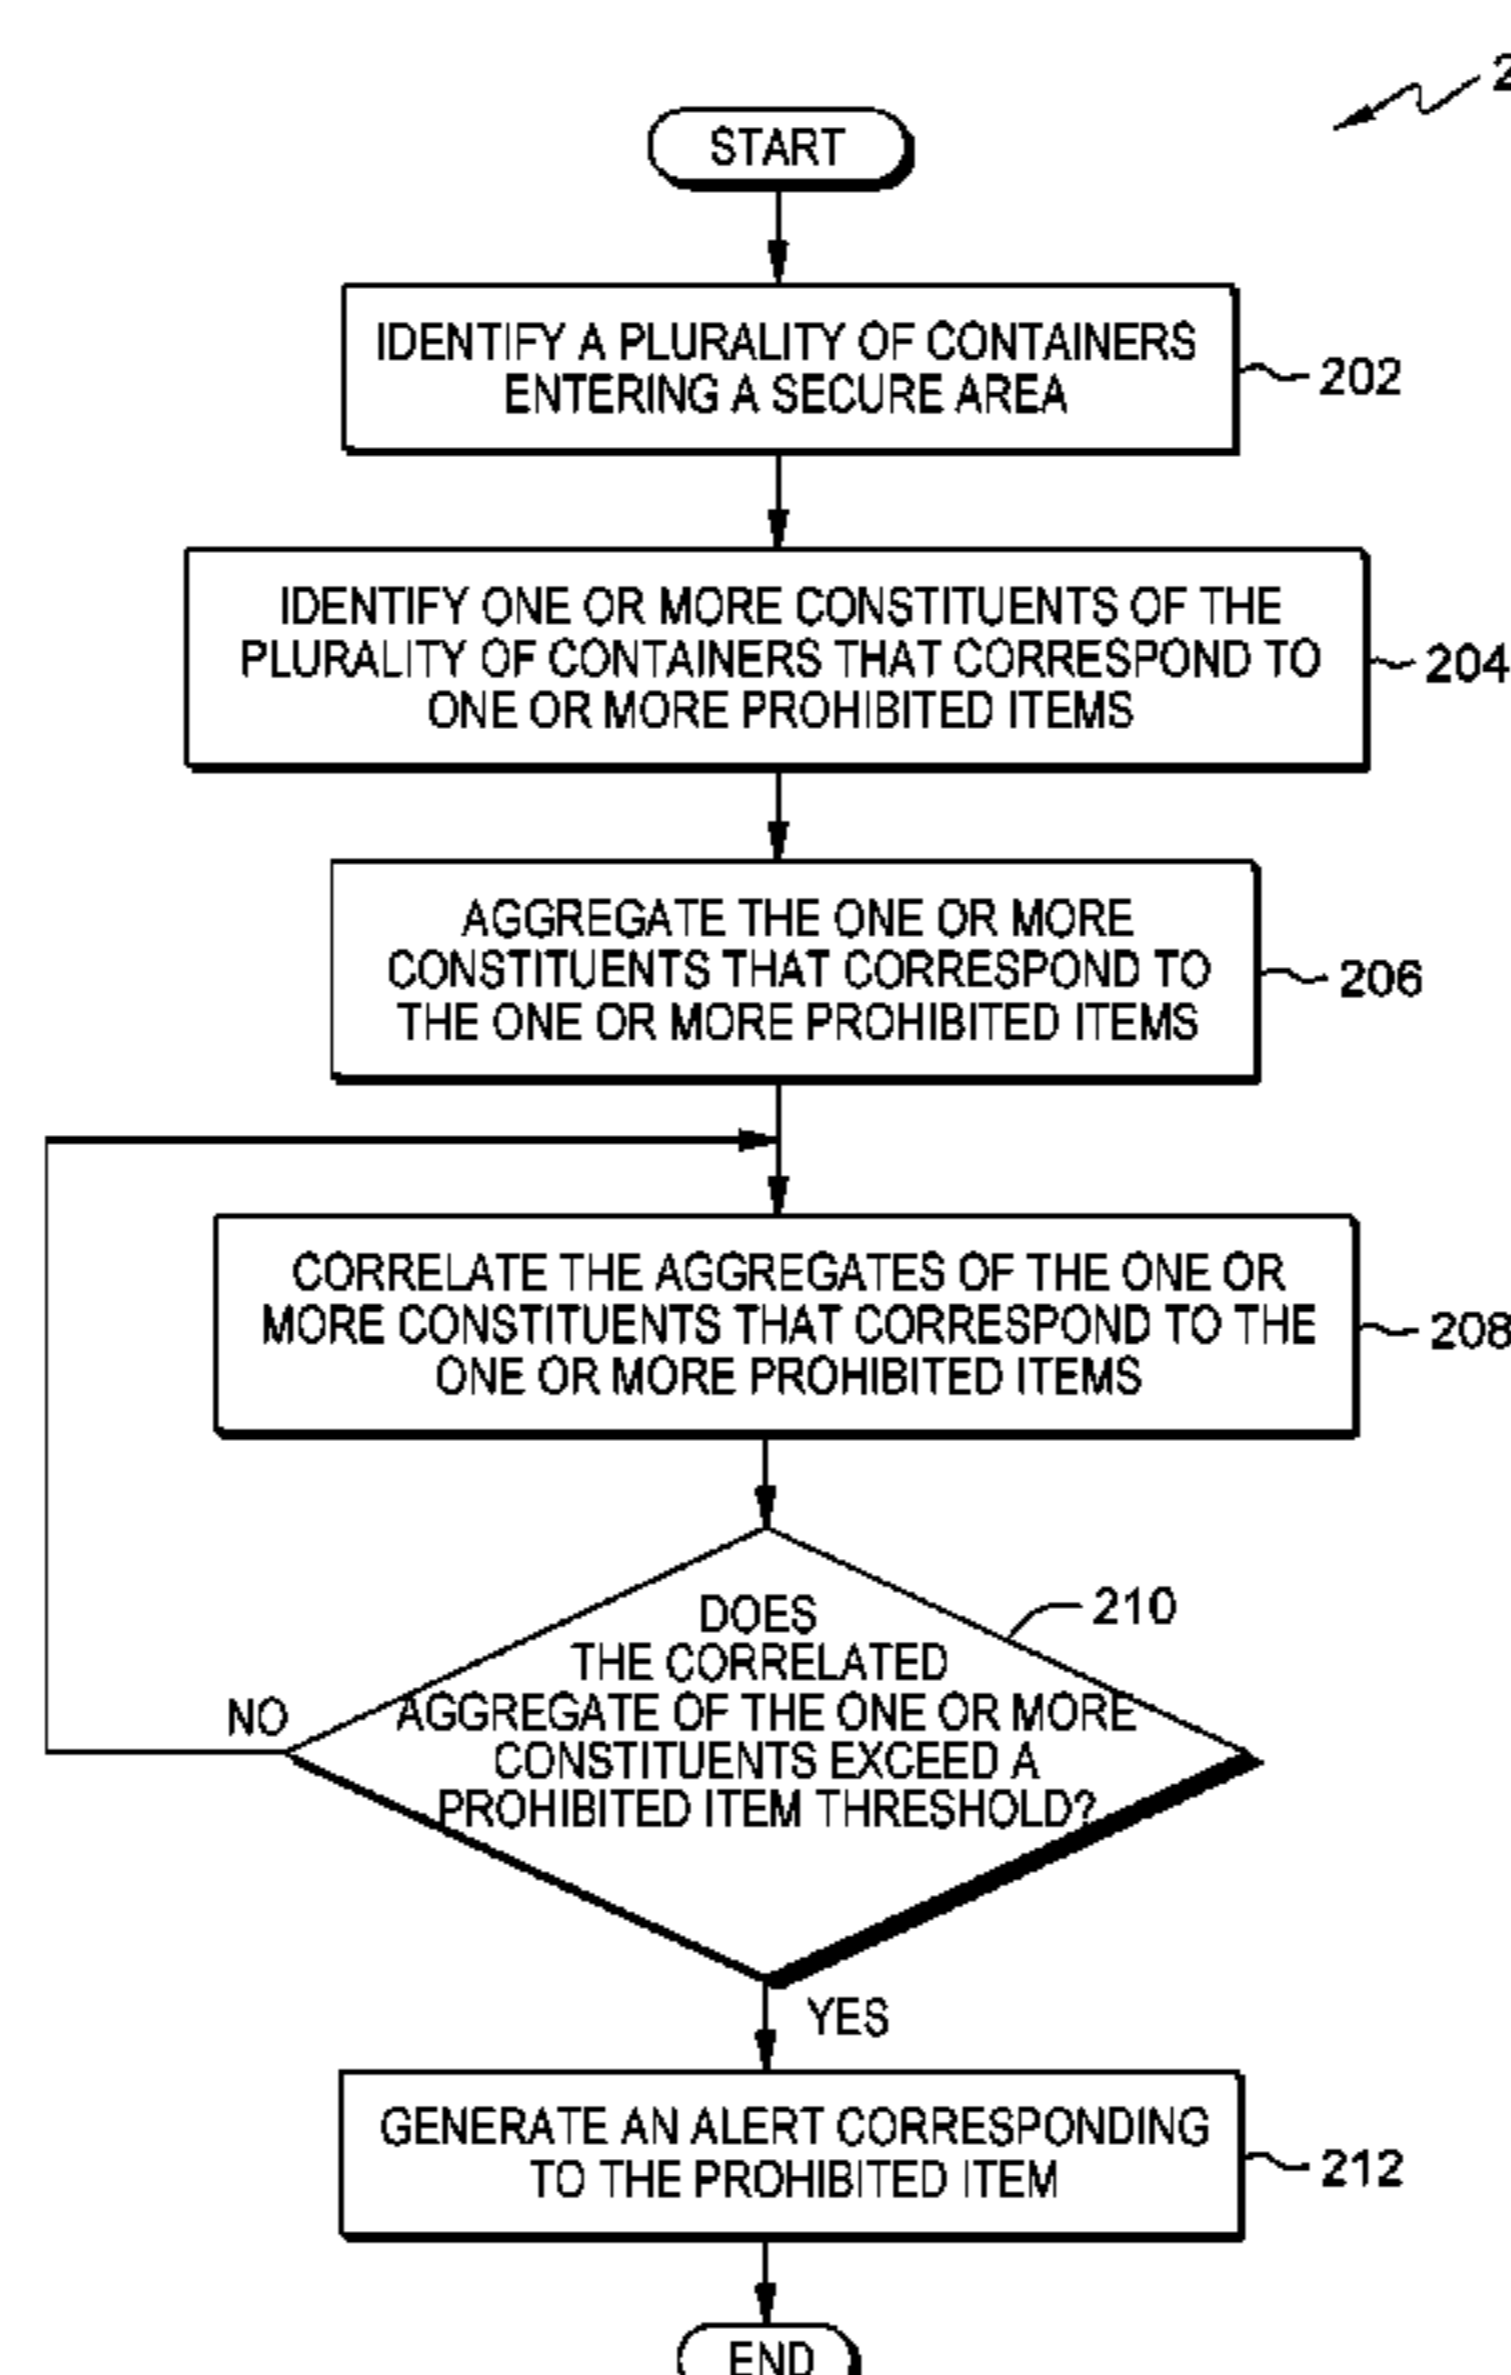 START
IDENTIFY A PLURALITY OF CONTAINERS
ENTERING A SECURE AREA
202
IDENTIFY ONE OR MORE CONSTITUENTS OF THE
PLURALITY OF CONTAINERS THAT CORRESPOND TO
ONE OR MORE PROHIBITED ITEMS
204
AGGREGATE THE ONE OR MORE
CONSTITUENTS THAT CORRESPOND TO
THE ONE OR MORE PROHIBITED ITEMS
206
CORRELATE THE AGGREGATES OF THE ONE OR
MORE CONSTITUENTS THAT CORRESPOND TO THE
ONE OR MORE PROHIBITED ITEMS
208
DOES
THE CORRELATED
AGGREGATE OF THE ONE OR MORE
CONSTITUENTS EXCEED A
PROHIBITED ITEM THRESHOLD?
210
NO
YES
GENERATE AN ALERT CORRESPONDING
TO THE PROHIBITED ITEM
212
END